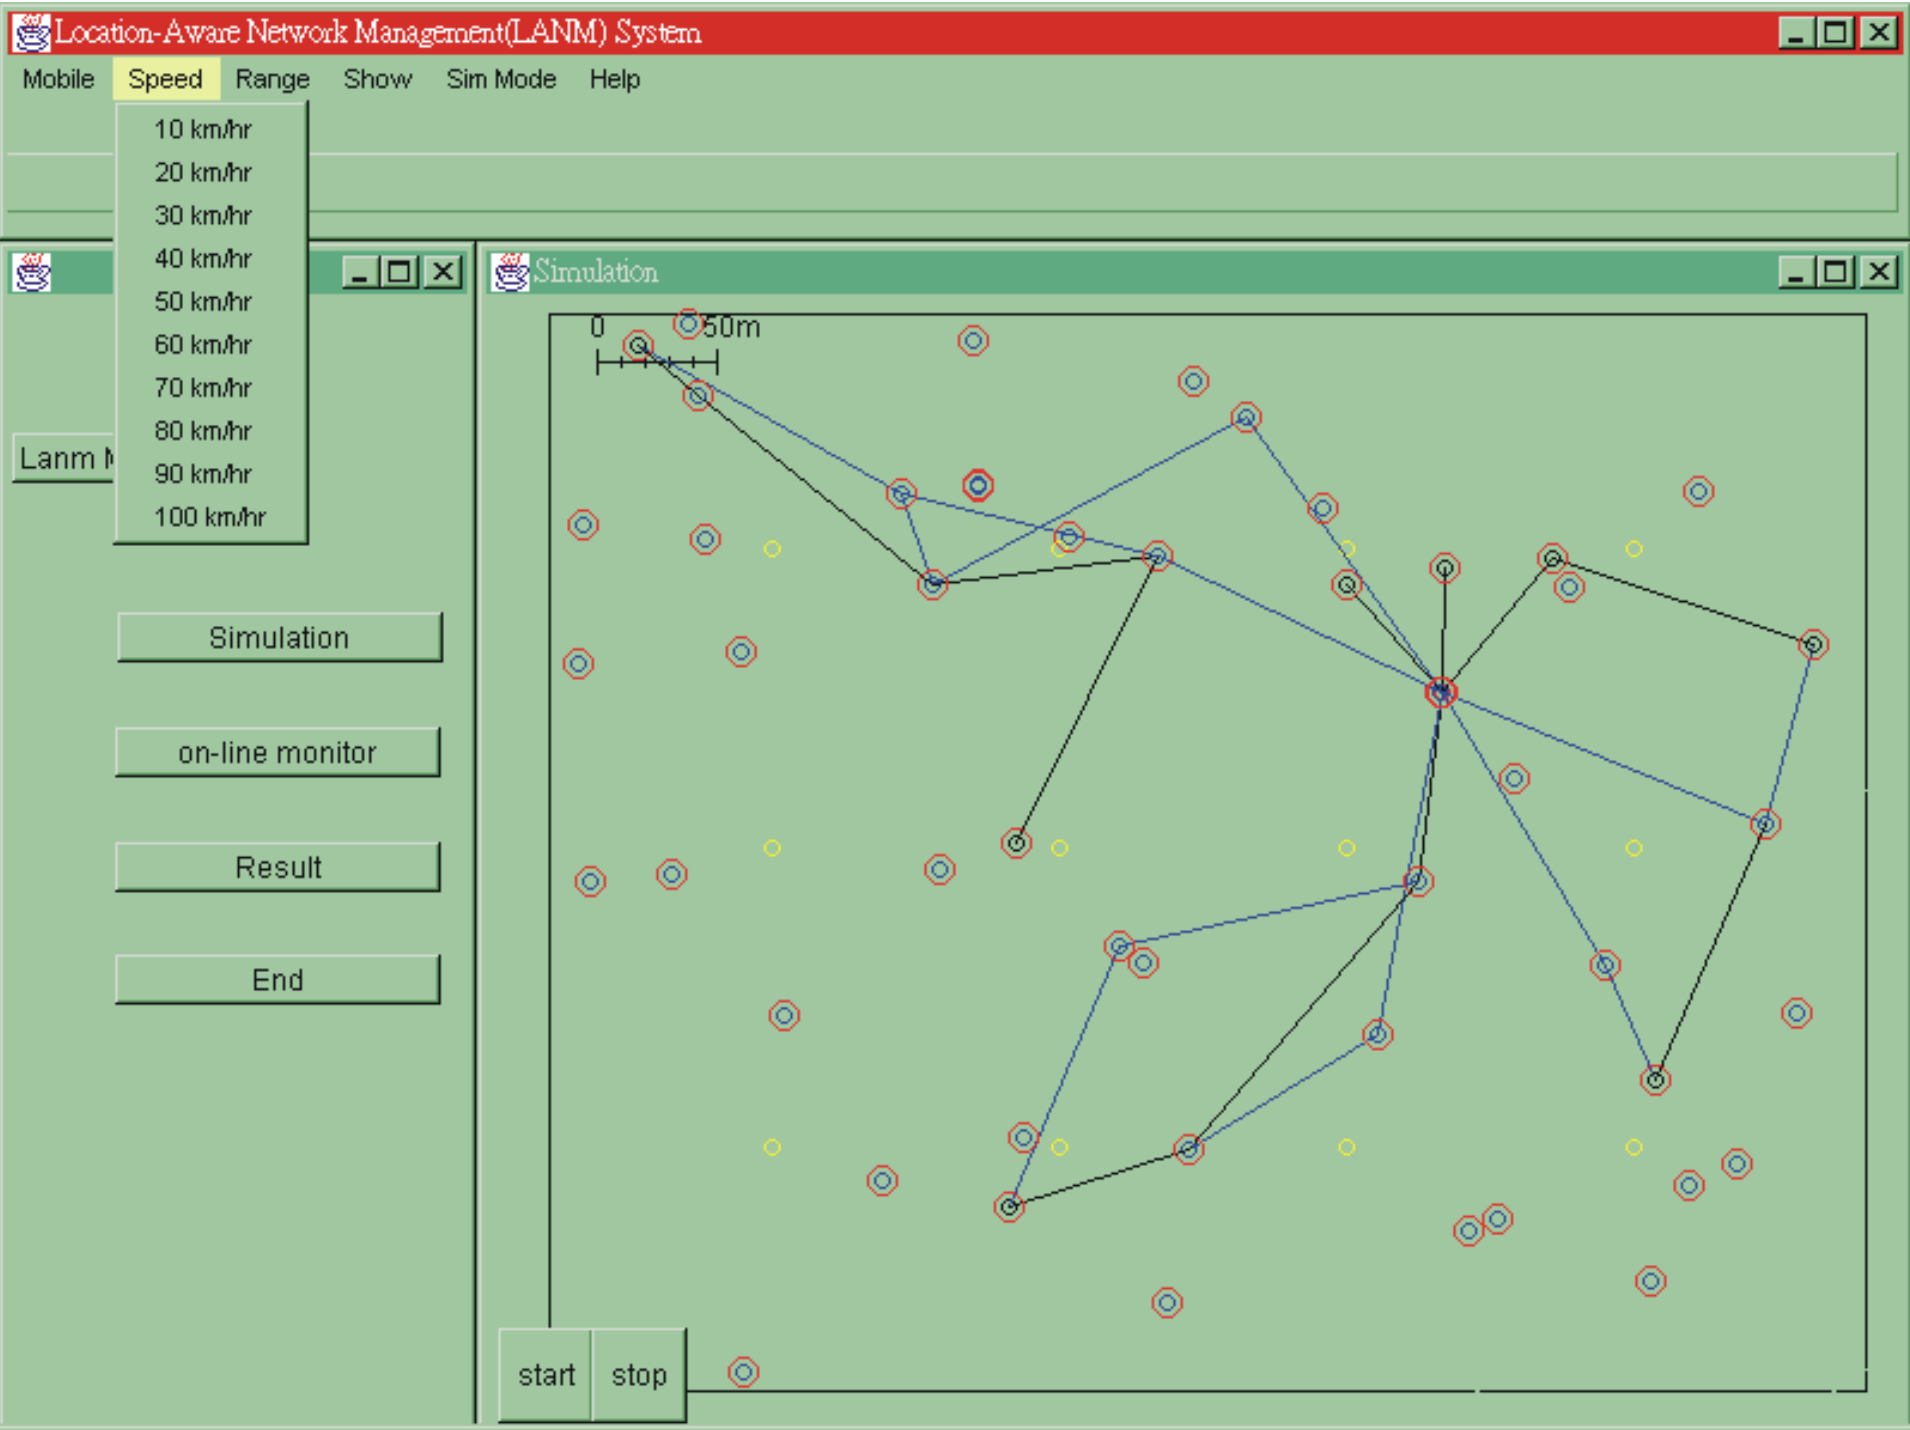 Location-Aware Network Management(LANM) System
Mobile Speed Range Show Sim Mode Help
10 km/hr
20 km/hr
30 km/hr
40 km/hr
50 km/hr
60 km/hr
70 km/hr
80 km/hr
90 km/hr
100 km/hr
Lanm
Simulation
on-line monitor
Result
End
Simulation
0 50m
start stop